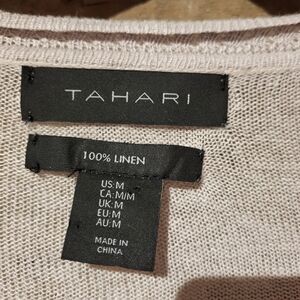 TAHARI
100% LINEN
US:M
CA:M/M
UK:M
EU:M
AU:M
MADE IN
CHINA